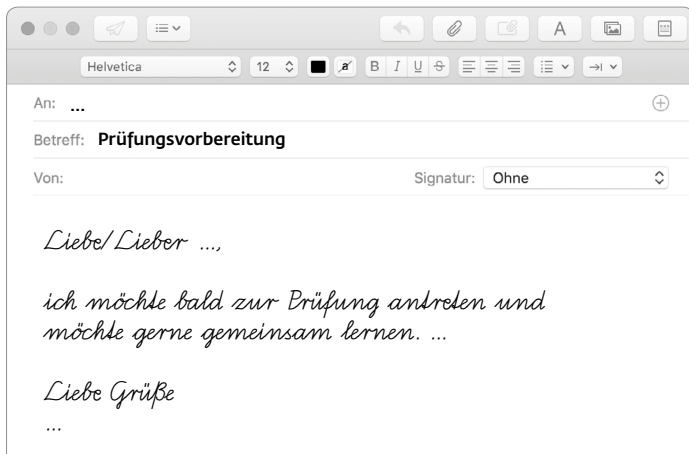 Helvetica 12 a B I U S
An: ...
Betreff: Prüfungsvorbereitung
Von: Signatur: Ohne
Liebe/Lieber ...,
ich möchte bald zur Prüfung antreten und
möchte gerne gemeinsam lernen. ...
Liebe Grüße
...